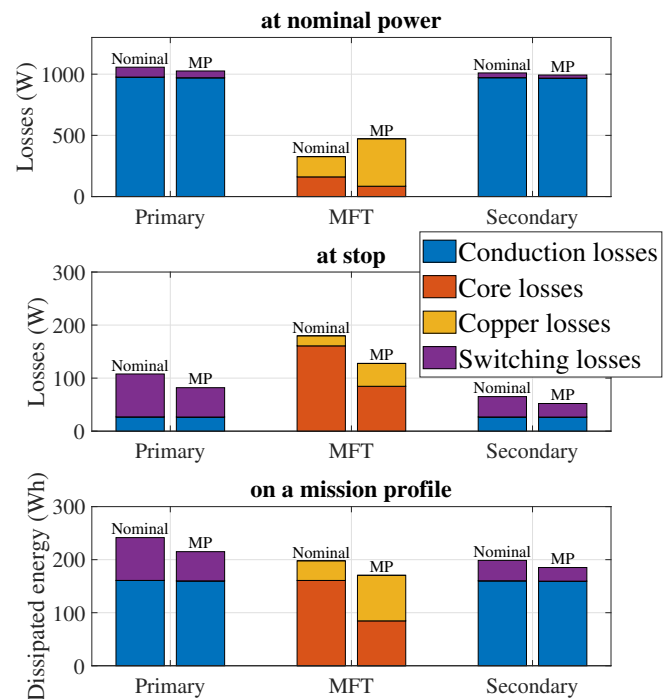 at nominal power
Losses (W)
1000
500
0
Nominal
MP
Nominal
MP
Nominal
MP
Primary
MFT
Secondary
at stop
Losses (W)
300
200
100
0
Nominal
MP
Nominal
MP
Nominal
MP
Primary
MFT
Secondary
Conduction losses
Core losses
Copper losses
Switching losses
on a mission profile
Dissipated energy (Wh)
300
200
100
0
Nominal
MP
Nominal
MP
Nominal
MP
Primary
MFT
Secondary